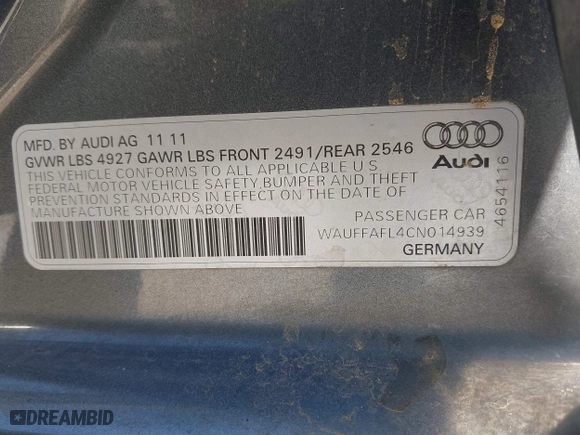 MFD. BY AUDI AG 11 11
GVWR LBS 4927 GAWR LBS FRONT 2491/REAR 2546
THIS VEHICLE CONFORMS TO ALL APPLICABLE U S
FEDERAL MOTOR VEHICLE SAFETY,BUMPER AND THEFT
PREVENTION STANDARDS IN EFFECT ON THE DATE OF
MANUFACTURE SHOWN ABOVE
Audi
4654116
PASSENGER CAR
WAUFFAFL4CN014939
GERMANY
DREAMBID